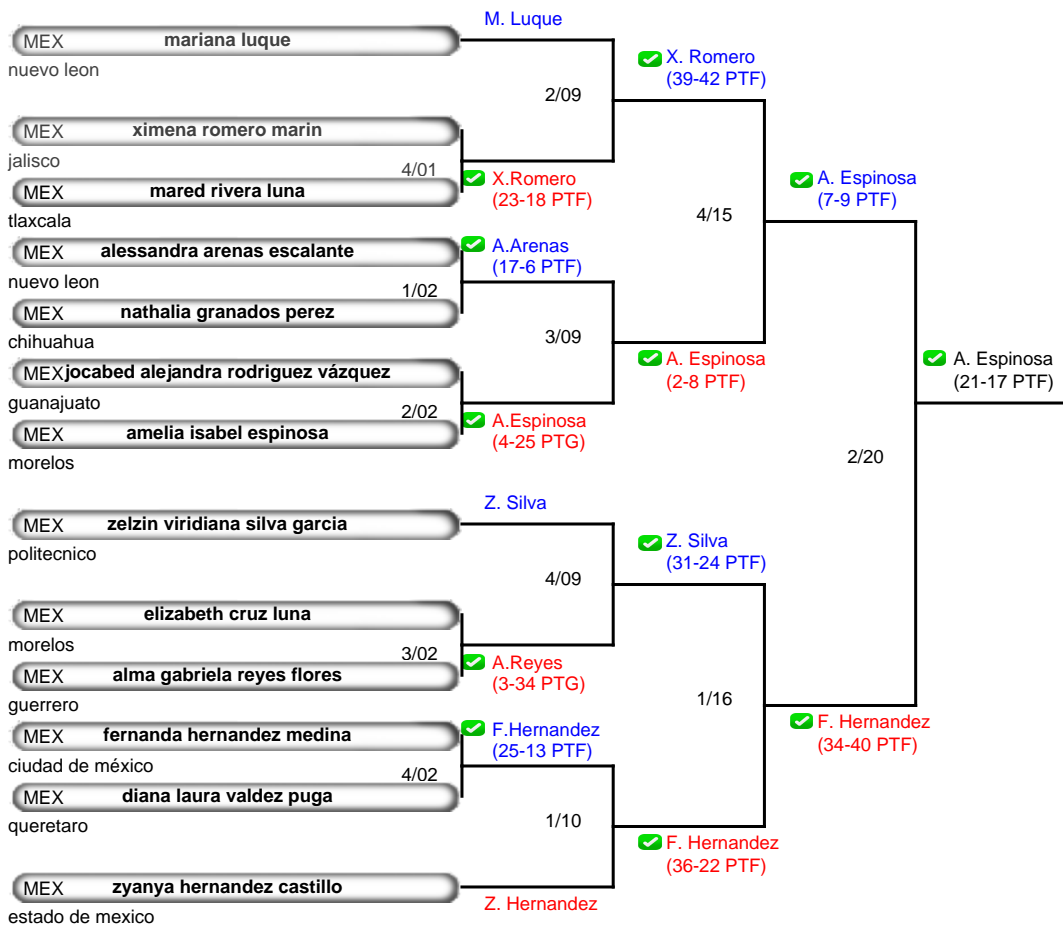 M. Luque
MEX mariana luque
nuevo leon
X. Romero
(39-42 PTF)
2/09
MEX ximena romero marin
jalisco
4/01
X.Romero
(23-18 PTF)
MEX mared rivera luna
tlaxcala
A. Espinosa
(7-9 PTF)
4/15
MEX alessandra arenas escalante
nuevo leon
A.Arenas
(17-6 PTF)
1/02
MEX nathalia granados perez
chihuahua
3/09
A. Espinosa
(2-8 PTF)
A. Espinosa
(21-17 PTF)
MEX jocabed alejandra rodriguez vázquez
guanajuato
2/02
A.Espinosa
(4-25 PTG)
MEX amelia isabel espinosa
morelos
2/20
Z. Silva
MEX zelzin viridiana silva garcia
politecnico
Z. Silva
(31-24 PTF)
4/09
MEX elizabeth cruz luna
morelos
3/02
A.Reyes
(3-34 PTG)
MEX alma gabriela reyes flores
guerrero
1/16
F. Hernandez
(34-40 PTF)
MEX fernanda hernandez medina
ciudad de méxico
F.Hernandez
(25-13 PTF)
4/02
MEX diana laura valdez puga
queretaro
1/10
F. Hernandez
(36-22 PTF)
MEX zyanya hernandez castillo
estado de mexico
Z. Hernandez